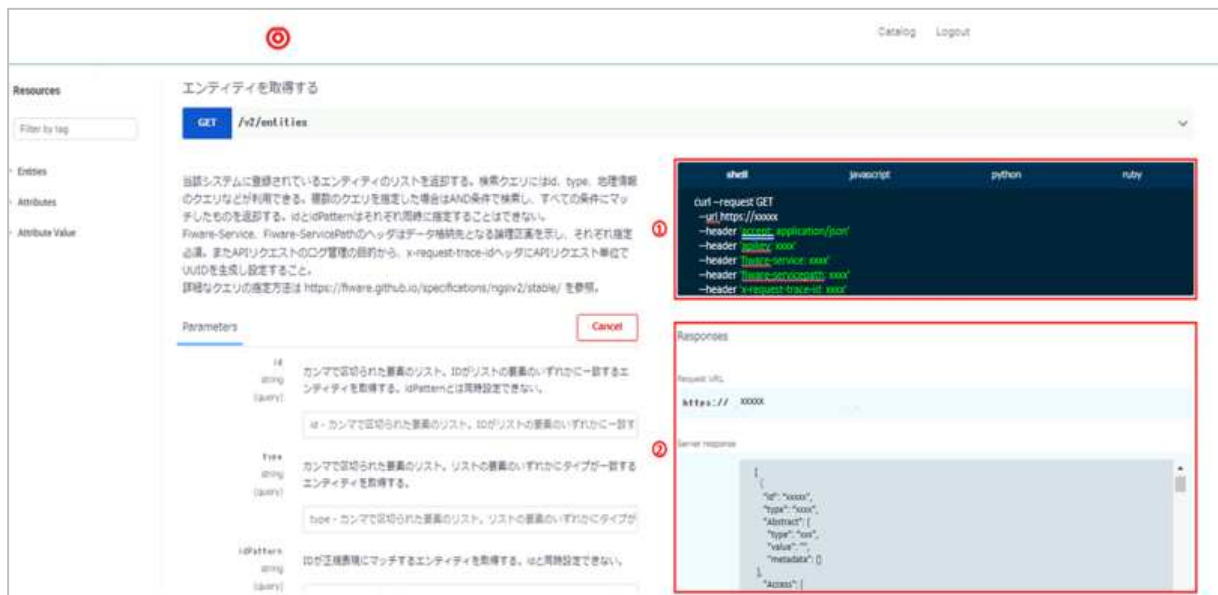 Catalog Logout
Resources
Filter by tag
Entities
Attributes
Attribute Value
エンティティを取得する
GET /v2/entities
当該システムに登録されているエンティティのリストを返却する。検索クエリにはid、type、地理情報
のクエリなどが利用できる。複数のクエリを指定した場合はAND条件で検索し、すべての条件にマッ
チしたものを返却する。idとidPatternはそれぞれ同時に指定することはできない。
Fiware-Service、Fiware-ServicePathのヘッダはデータ格納先となる論理区画を示し、それぞれ指定
必須。またAPIリクエストのログ管理の目的から、x-request-trace-idヘッダにAPIリクエスト単位で
UUIDを生成し設定すること。
詳細なクエリの指定方法は https://fiware.github.io/specifications/ngsiv2/stable/ を参照。
Parameters
Cancel
id
string
(query)
カンマで区切られた要素のリスト。IDがリストの要素のいずれかに一致するエ
ンティティを取得する。idPatternとは同時設定できない。
id - カンマで区切られた要素のリスト。IDがリストの要素のいずれかに一致す
type
string
(query)
カンマで区切られた要素のリスト。リストの要素のいずれかにタイプが一致する
エンティティを取得する。
type - カンマで区切られた要素のリスト。リストの要素のいずれかにタイプが
idPattern
string
(query)
IDが正規表現にマッチするエンティティを取得する。idと同時設定できない。
①
shell javascript python ruby
curl --request GET
--url https://xxxxx
--header 'accept: application/json'
--header 'apikey: xxxx'
--header 'fiware-service: xxxx'
--header 'fiware-servicepath: xxxx'
--header 'x-request-trace-id: xxxx'
②
Responses
Request URL
https:// xxxxx
Server response
[
{
"id": "xxxxx",
"type": "xxxx",
"Abstract": {
"type": "xxx",
"value": "",
"metadata": {}
},
"Access": {